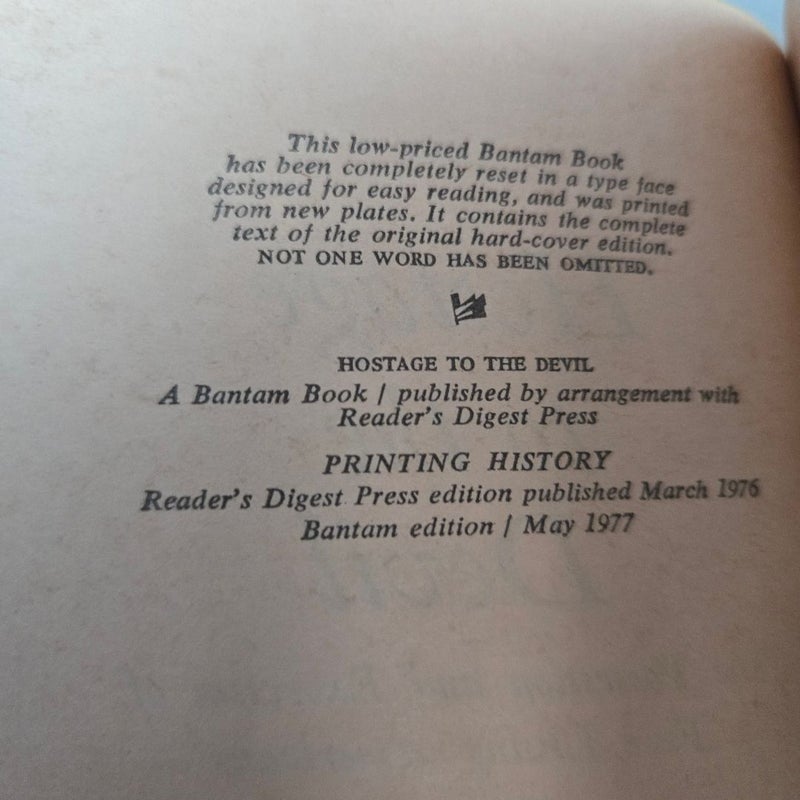 This low-priced Bantam Book
has been completely reset in a type face
designed for easy reading, and was printed
from new plates. It contains the complete
text of the original hard-cover edition.
NOT ONE WORD HAS BEEN OMITTED.
HOSTAGE TO THE DEVIL
A Bantam Book / published by arrangement with
Reader's Digest Press
PRINTING HISTORY
Reader's Digest Press edition published March 1976
Bantam edition / May 1977